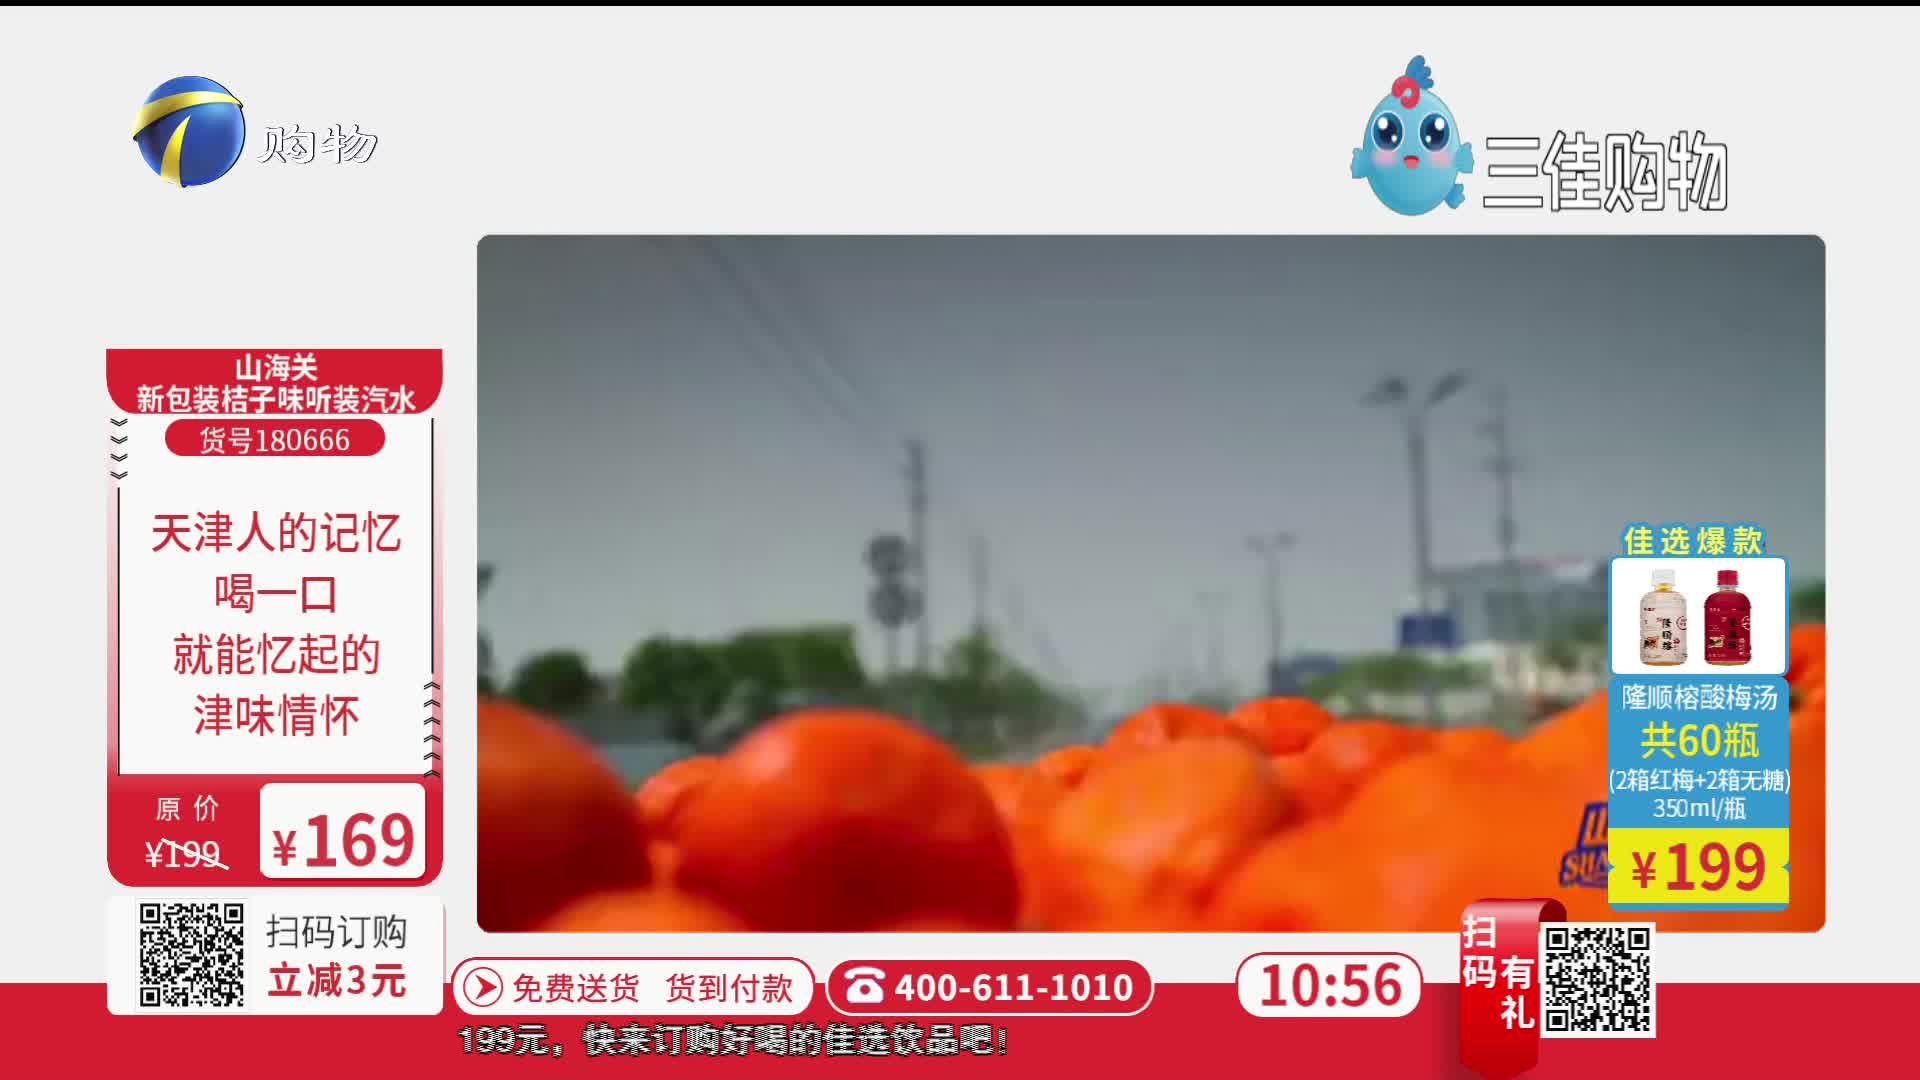 购物
三佳购物
山海关
新包装桔子味听装汽水
货号180666
天津人的记忆
喝一口
就能忆起的
津味情怀
原价
¥199
¥169
扫码订购
立减3元
佳选爆款
隆顺榕酸梅汤
共60瓶
(2箱红梅+2箱无糖)
350ml/瓶
¥199
免费送货 货到付款
400-611-1010
10:56
扫码有礼
199元，快来订购好喝的佳选饮品吧！